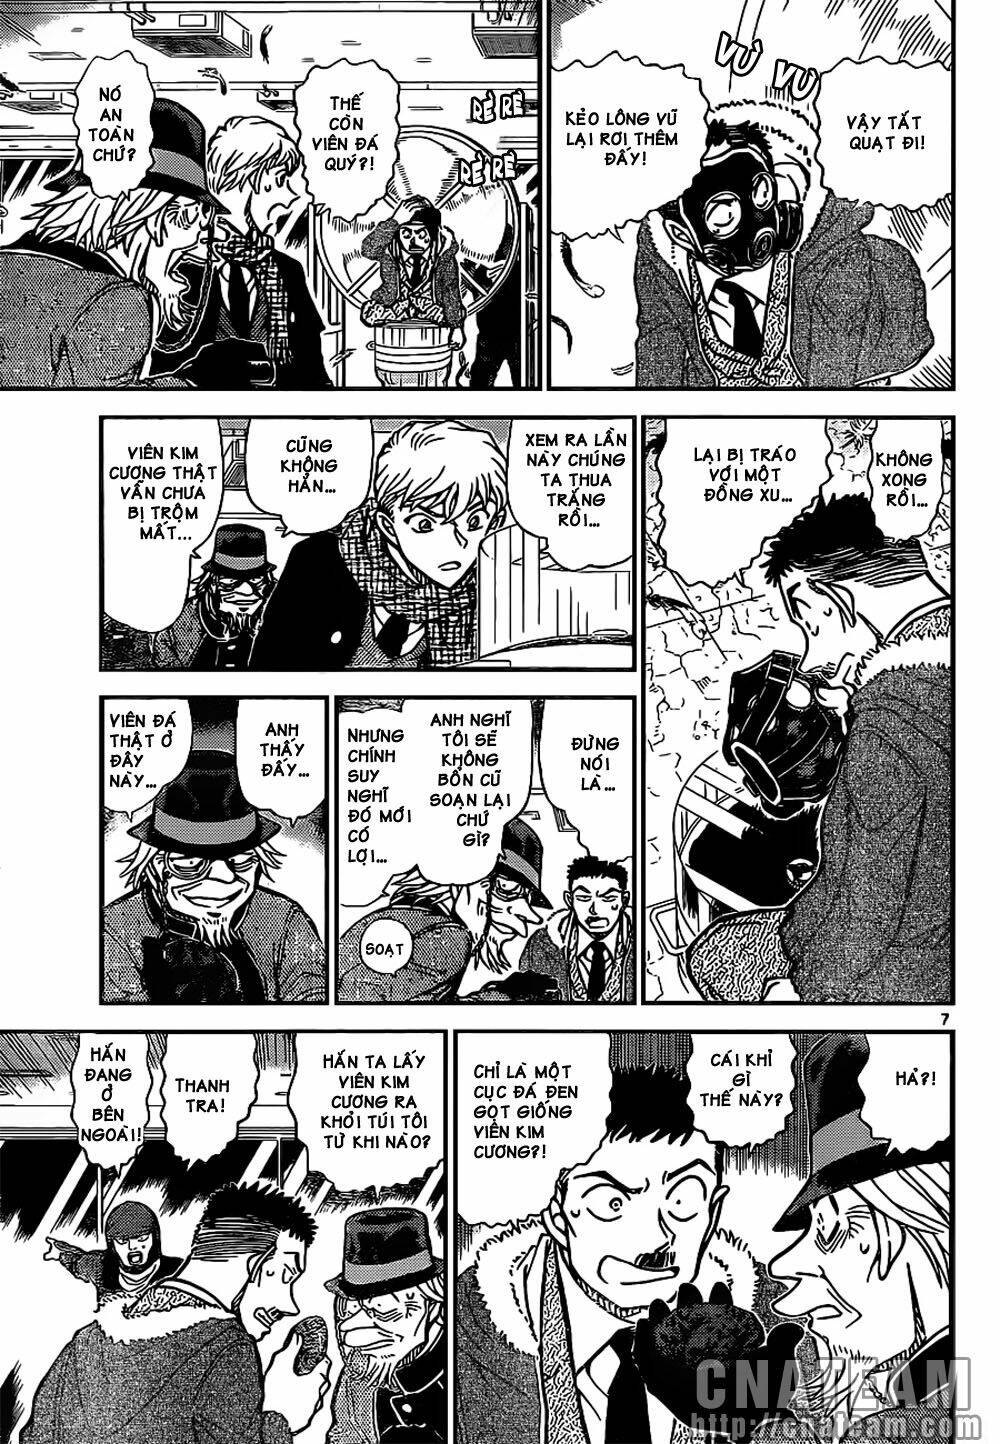 VÙ VÙ
VẬY TẮT
QUẠT ĐI!
KẺO LÔNG VŨ
LẠI RƠI THÊM
ĐẤY!
RÈ RÈ
RÈ RÈ
THẾ
CÒN
VIÊN ĐÁ
QUÝ?!
NÓ
AN
TOÀN
CHỨ?
KHÔNG
XONG
RỒI...
LẠI BỊ TRÁO
VỚI MỘT
ĐỒNG XU...
XEM RA LẦN
NÀY CHÚNG
TA THUA
TRẮNG
RỒI...
CŨNG
KHÔNG
HẲN...
VIÊN KIM
CƯƠNG THẬT
VẪN CHƯA
BỊ TRỘM
MẤT...
ĐỪNG
NÓI
LÀ...
ANH NGHĨ
TÔI SẼ
KHÔNG
BỔN CŨ
SOẠN LẠI
CHỨ
GÌ?
NHƯNG
CHÍNH
SUY
NGHĨ
ĐÓ MỚI
CÓ
LỢI...
SOẠT
ANH
THẤY
ĐẤY...
VIÊN ĐÁ
THẬT Ở
ĐÂY
NÀY...
7
HẢ?!
CÁI KHỈ
GÌ
THẾ NÀY?
CHỈ LÀ MỘT
CỤC ĐÁ ĐEN
GỌT GIỐNG
VIÊN KIM
CƯƠNG?!
HẮN TA LẤY
VIÊN KIM
CƯƠNG RA
KHỎI TÚI TÔI
TỪ KHI NÀO?
THANH
TRA!
HẮN
ĐANG
Ở
BÊN
NGOÀI!
CNATEAM
http://cnateam.com/